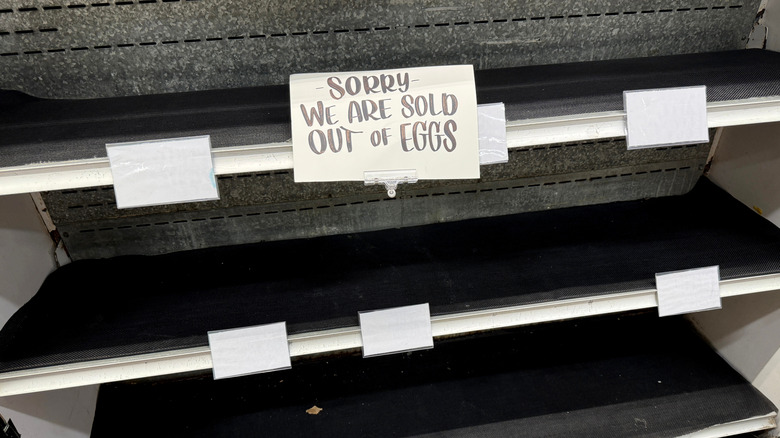 -SORRY-
WE ARE SOLD
OUT OF EGGS